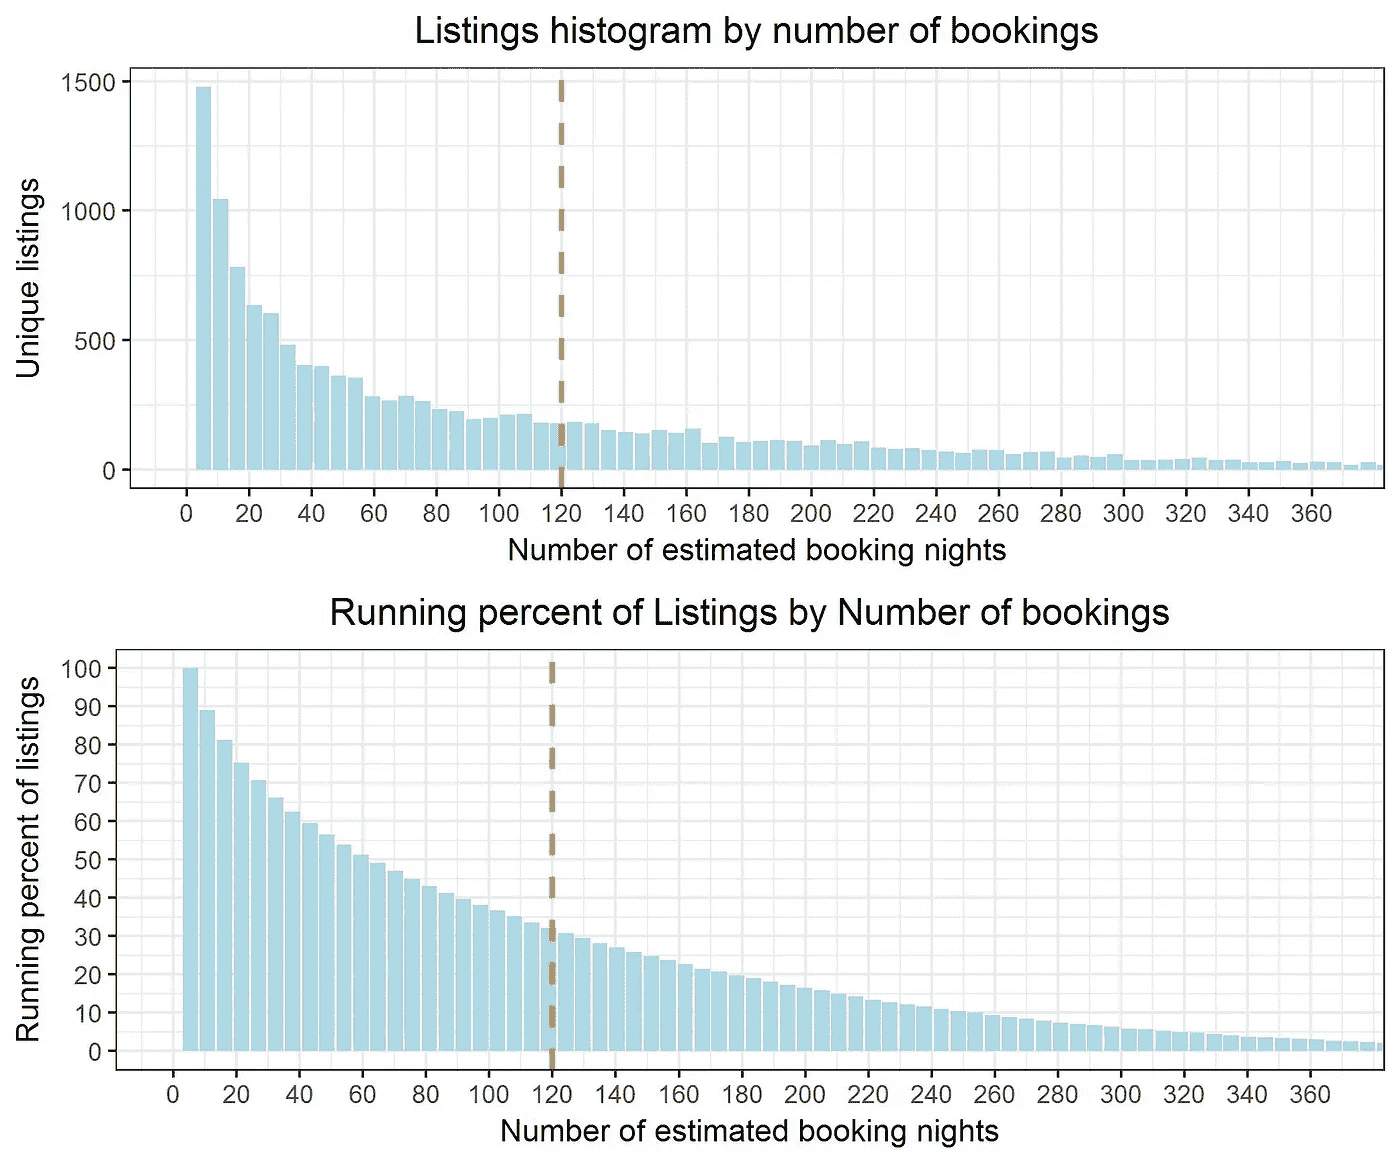 Listings histogram by number of bookings
1500
1000
500
0
Unique listings
0 20 40 60 80 100 120 140 160 180 200 220 240 260 280 300 320 340 360
Number of estimated booking nights
Running percent of Listings by Number of bookings
100
90
80
70
60
50
40
30
20
10
0
Running percent of listings
0 20 40 60 80 100 120 140 160 180 200 220 240 260 280 300 320 340 360
Number of estimated booking nights